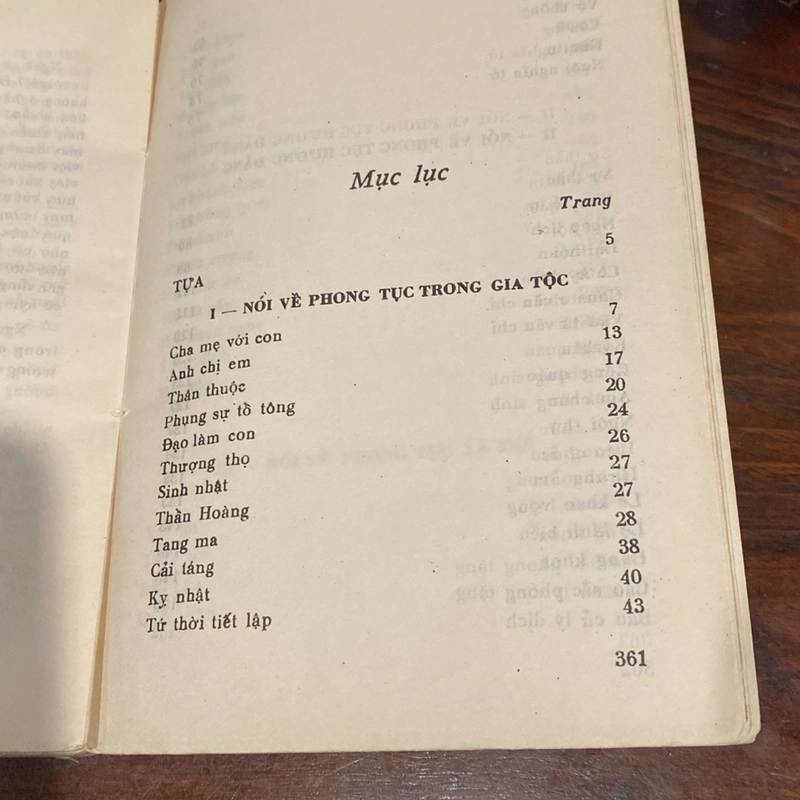 Mục lục
Trang
TỰA 5
I — NÓI VỀ PHONG TỤC TRONG GIA TỘC
Cha mẹ với con 7
Anh chị em 13
Thân thuộc 17
Phụng sự tổ tông 20
Đạo làm con 24
Thượng thọ 26
Sinh nhật 27
Thần Hoàng 27
Tang ma 28
Cải táng 38
Kỵ nhật 40
Tứ thời tiết lập 43
361